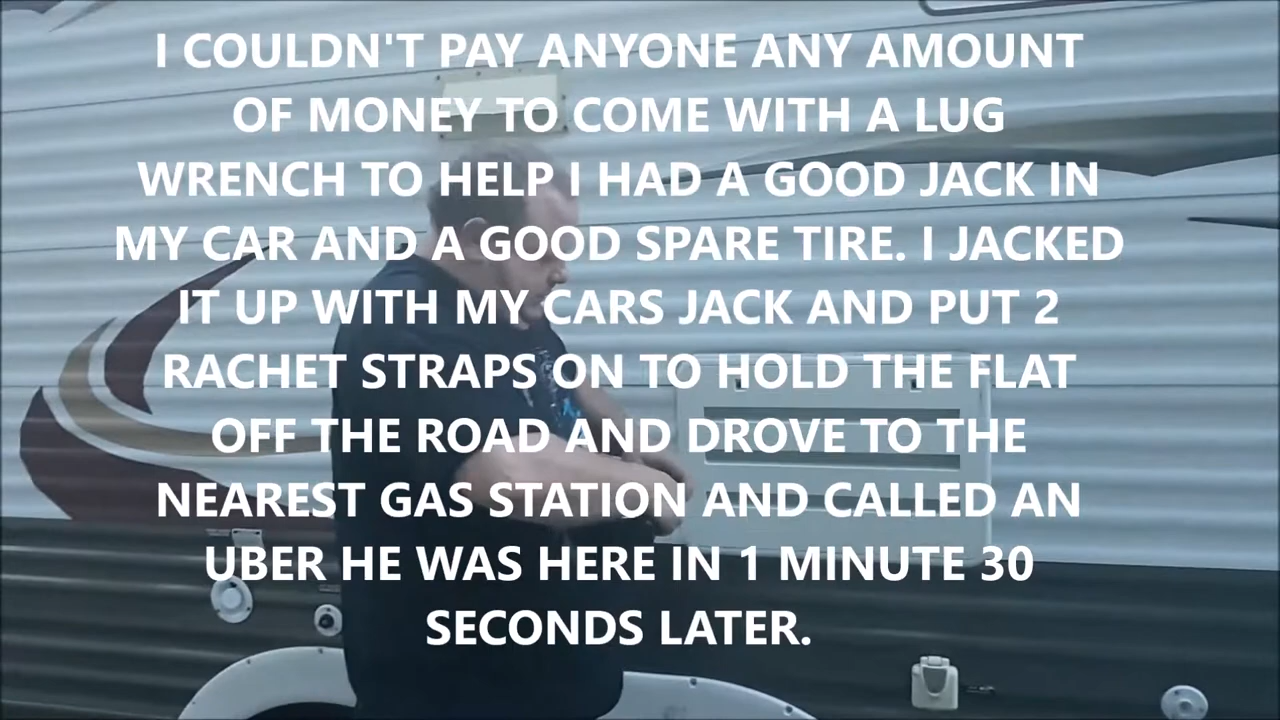 I COULDN'T PAY ANYONE ANY AMOUNT
OF MONEY TO COME WITH A LUG
WRENCH TO HELP I HAD A GOOD JACK IN
MY CAR AND A GOOD SPARE TIRE. I JACKED
IT UP WITH MY CARS JACK AND PUT 2
RACHET STRAPS ON TO HOLD THE FLAT
OFF THE ROAD AND DROVE TO THE
NEAREST GAS STATION AND CALLED AN
UBER HE WAS HERE IN 1 MINUTE 30
SECONDS LATER.